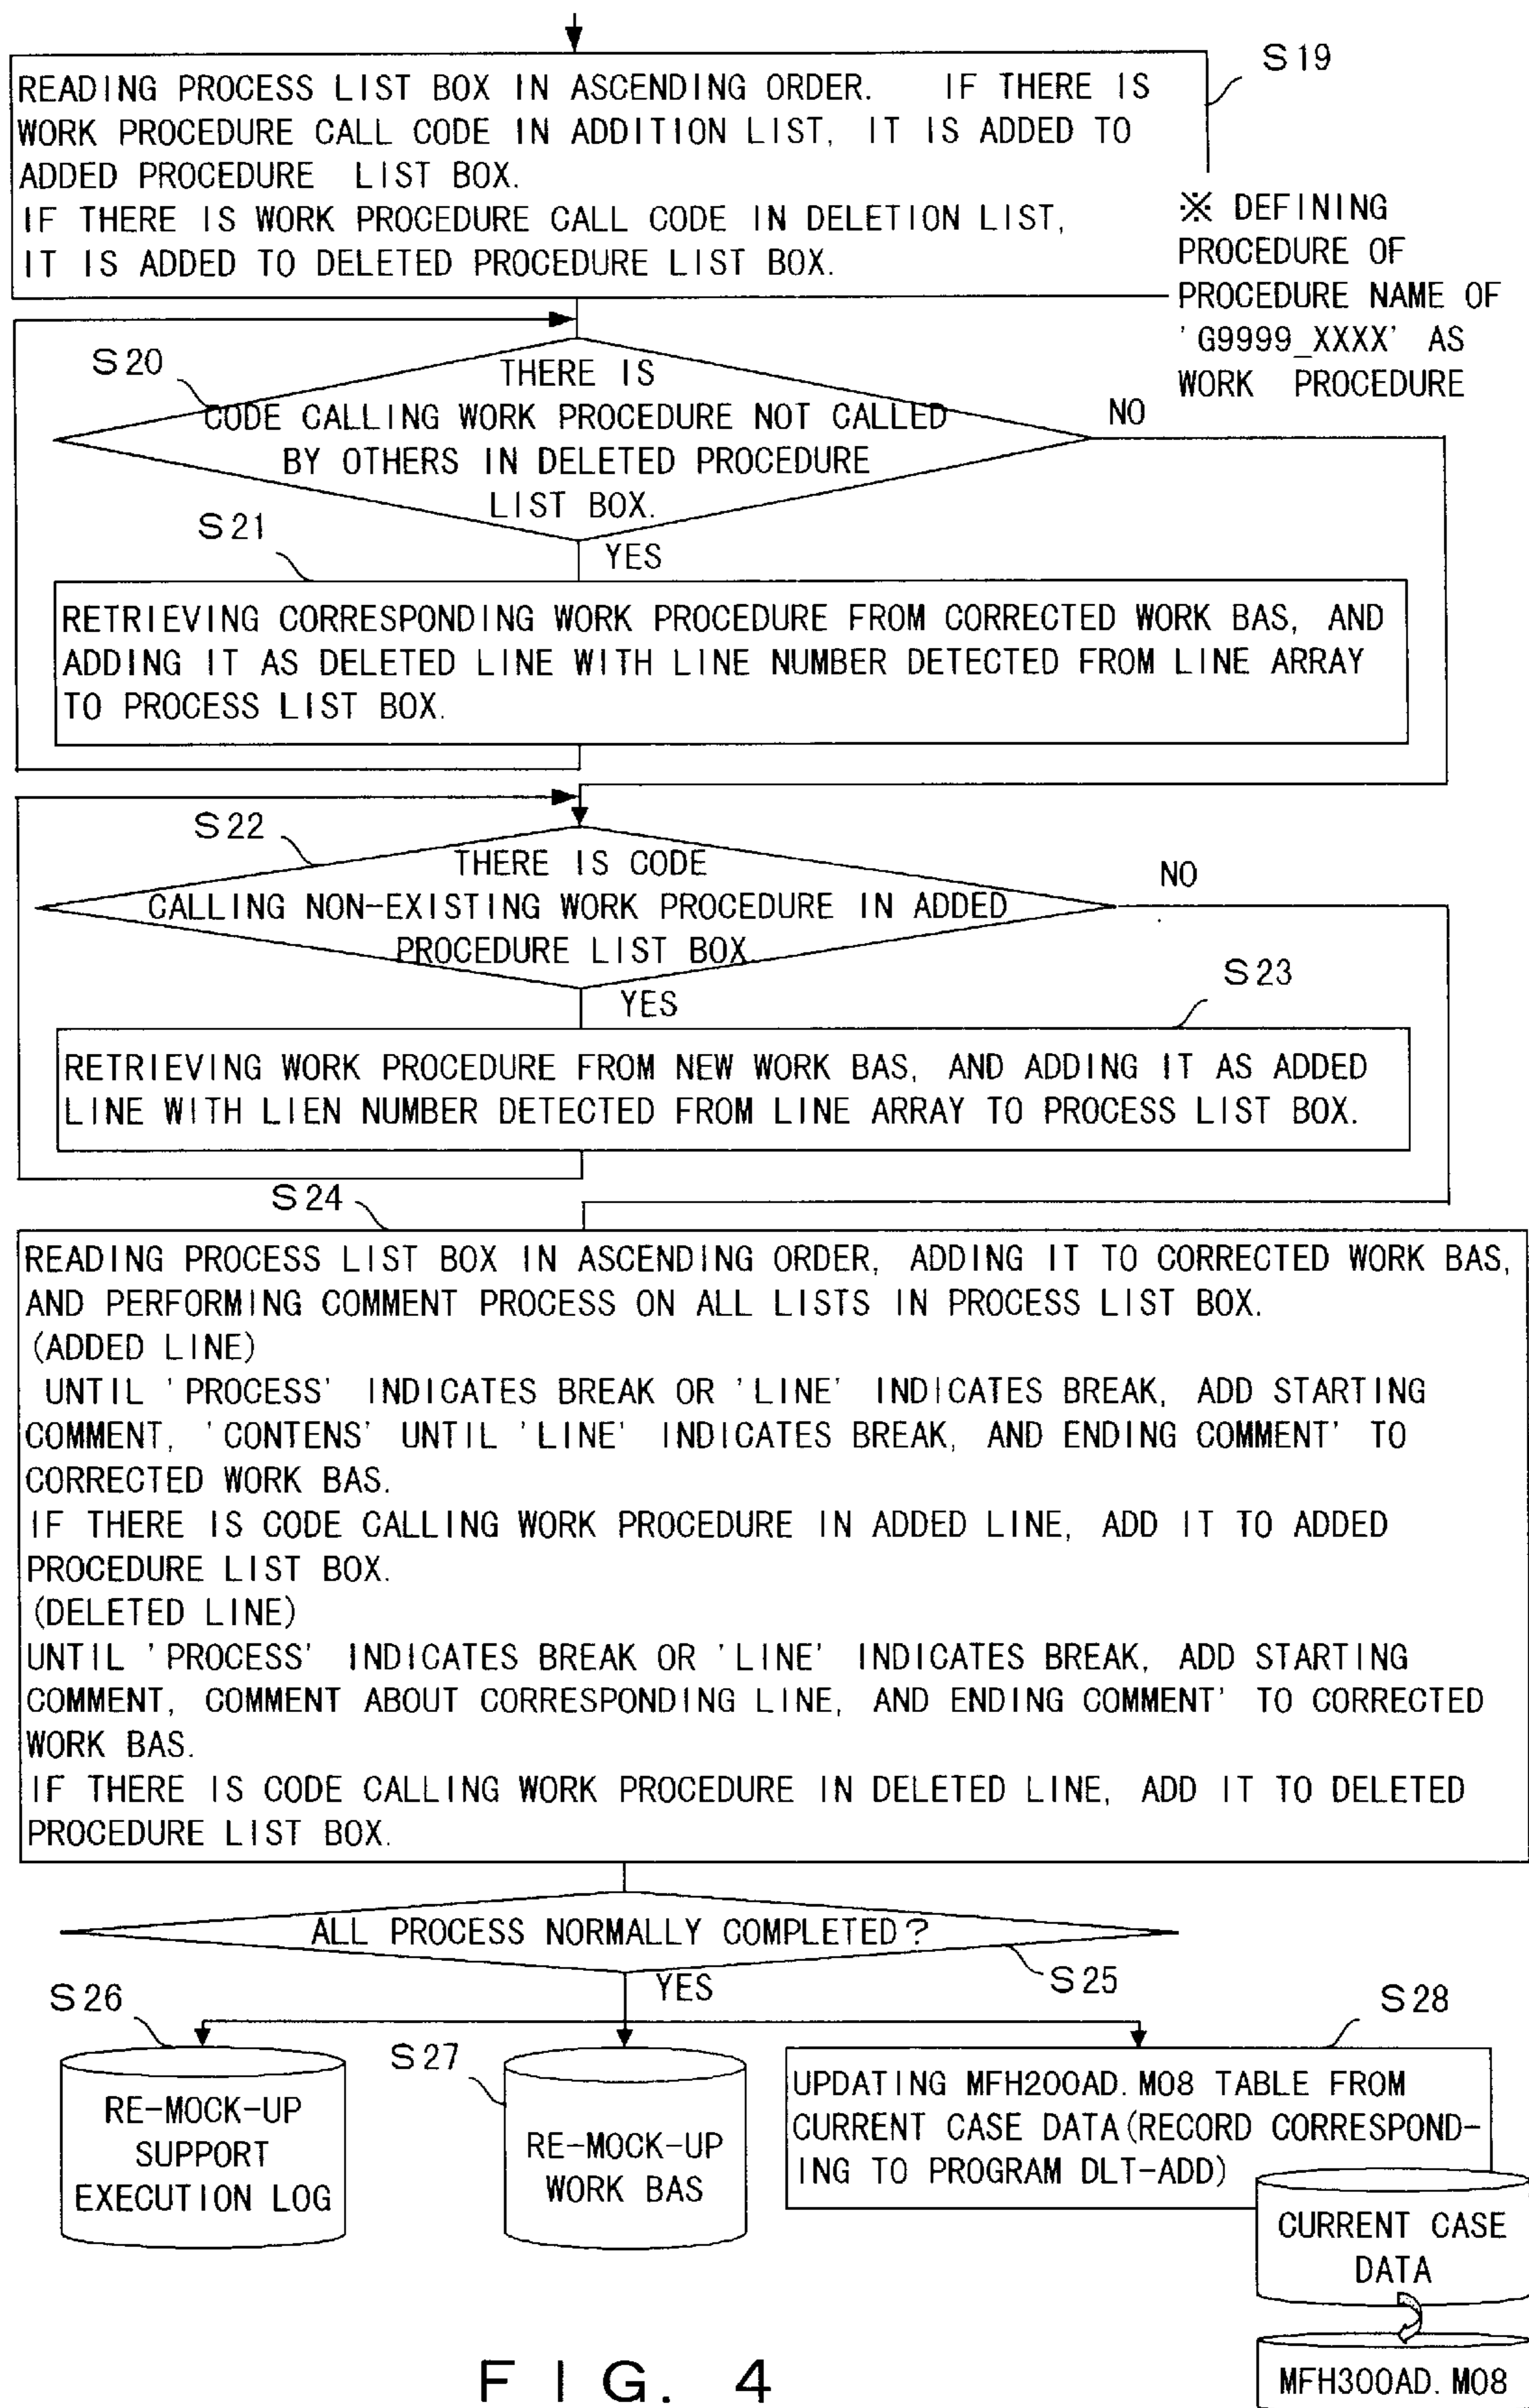 S19
READING PROCESS LIST BOX IN ASCENDING ORDER. IF THERE IS
WORK PROCEDURE CALL CODE IN ADDITION LIST, IT IS ADDED TO
ADDED PROCEDURE LIST BOX.
IF THERE IS WORK PROCEDURE CALL CODE IN DELETION LIST,
IT IS ADDED TO DELETED PROCEDURE LIST BOX.
※ DEFINING
PROCEDURE OF
PROCEDURE NAME OF
'G9999_XXXX' AS
WORK PROCEDURE
S20
THERE IS
CODE CALLING WORK PROCEDURE NOT CALLED
BY OTHERS IN DELETED PROCEDURE
LIST BOX.
NO
YES
S21
RETRIEVING CORRESPONDING WORK PROCEDURE FROM CORRECTED WORK BAS, AND
ADDING IT AS DELETED LINE WITH LINE NUMBER DETECTED FROM LINE ARRAY
TO PROCESS LIST BOX.
S22
THERE IS CODE
CALLING NON-EXISTING WORK PROCEDURE IN ADDED
PROCEDURE LIST BOX
NO
YES
S23
RETRIEVING WORK PROCEDURE FROM NEW WORK BAS, AND ADDING IT AS ADDED
LINE WITH LIEN NUMBER DETECTED FROM LINE ARRAY TO PROCESS LIST BOX.
S24
READING PROCESS LIST BOX IN ASCENDING ORDER, ADDING IT TO CORRECTED WORK BAS,
AND PERFORMING COMMENT PROCESS ON ALL LISTS IN PROCESS LIST BOX.
(ADDED LINE)
UNTIL 'PROCESS' INDICATES BREAK OR 'LINE' INDICATES BREAK, ADD STARTING
COMMENT, 'CONTENS' UNTIL 'LINE' INDICATES BREAK, AND ENDING COMMENT' TO
CORRECTED WORK BAS.
IF THERE IS CODE CALLING WORK PROCEDURE IN ADDED LINE, ADD IT TO ADDED
PROCEDURE LIST BOX.
(DELETED LINE)
UNTIL 'PROCESS' INDICATES BREAK OR 'LINE' INDICATES BREAK, ADD STARTING
COMMENT, COMMENT ABOUT CORRESPONDING LINE, AND ENDING COMMENT' TO CORRECTED
WORK BAS.
IF THERE IS CODE CALLING WORK PROCEDURE IN DELETED LINE, ADD IT TO DELETED
PROCEDURE LIST BOX.
ALL PROCESS NORMALLY COMPLETED?
S25
YES
S26
RE-MOCK-UP
SUPPORT
EXECUTION LOG
S27
RE-MOCK-UP
WORK BAS
S28
UPDATING MFH200AD.M08 TABLE FROM
CURRENT CASE DATA(RECORD CORRESPOND-
ING TO PROGRAM DLT-ADD)
CURRENT CASE
DATA
MFH300AD.M08
FIG. 4